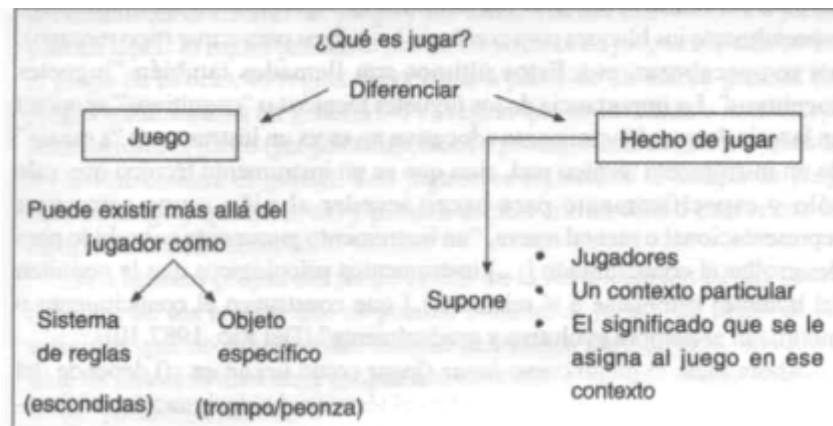 ¿Qué es jugar?
Diferenciar
Juego
Hecho de jugar
Puede existir más allá del
jugador como
Sistema
de reglas
(escondidas)
Objeto
específico
(trompo/peonza)
Supone
• Jugadores
• Un contexto particular
• El significado que se le
asigna al juego en ese
contexto